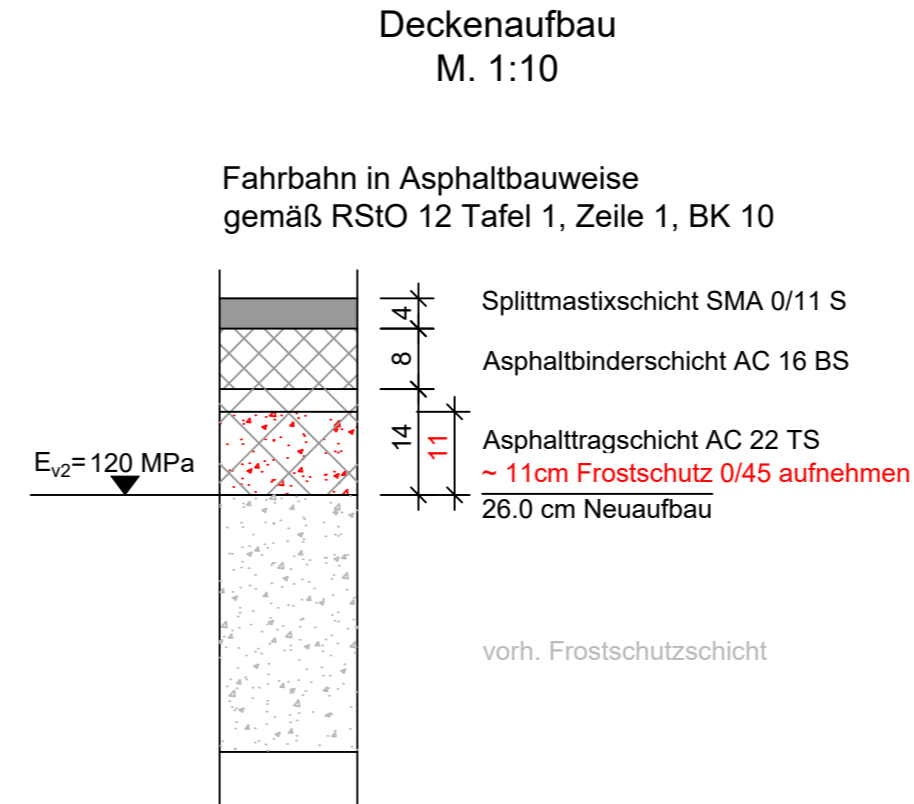 Deckenaufbau
M. 1:10
Fahrbahn in Asphaltbauweise
gemäß RStO 12 Tafel 1, Zeile 1, BK 10
4
Splittmastixschicht SMA 0/11 S
8
Asphaltbinderschicht AC 16 BS
14
11
Asphalttragschicht AC 22 TS
~ 11cm Frostschutz 0/45 aufnehmen
Ev2= 120 MPa
26.0 cm Neuaufbau
vorh. Frostschutzschicht